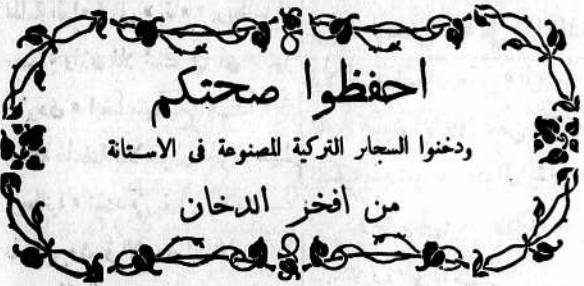 احفظوا صحتكم
ودخنوا السجار التركية المصنوعة فى الاستانة
من افخر الدخان